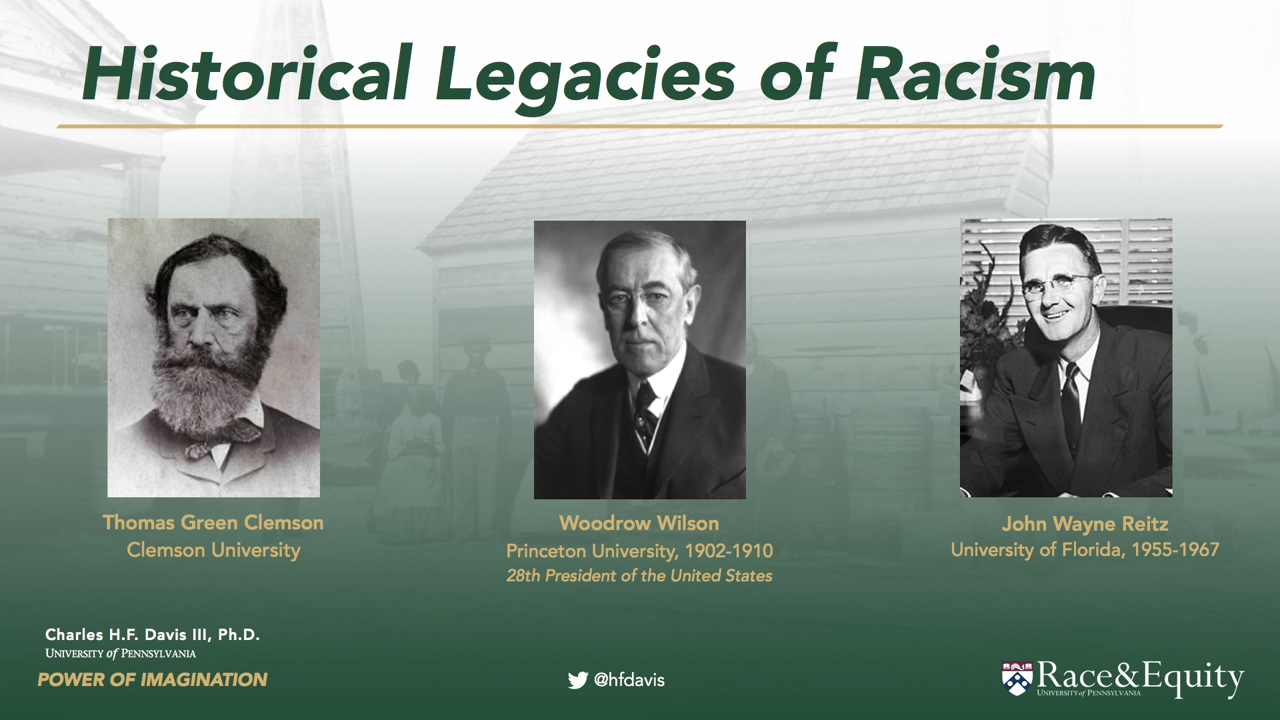 Historical Legacies of Racism
Thomas Green Clemson
Clemson University
Woodrow Wilson
Princeton University, 1902-1910
28th President of the United States
John Wayne Reitz
University of Florida, 1955-1967
Charles H.F. Davis III, Ph.D.
UNIVERSITY of PENNSYLVANIA
POWER OF IMAGINATION
@hfdavis
Race&Equity
UNIVERSITY of PENNSYLVANIA